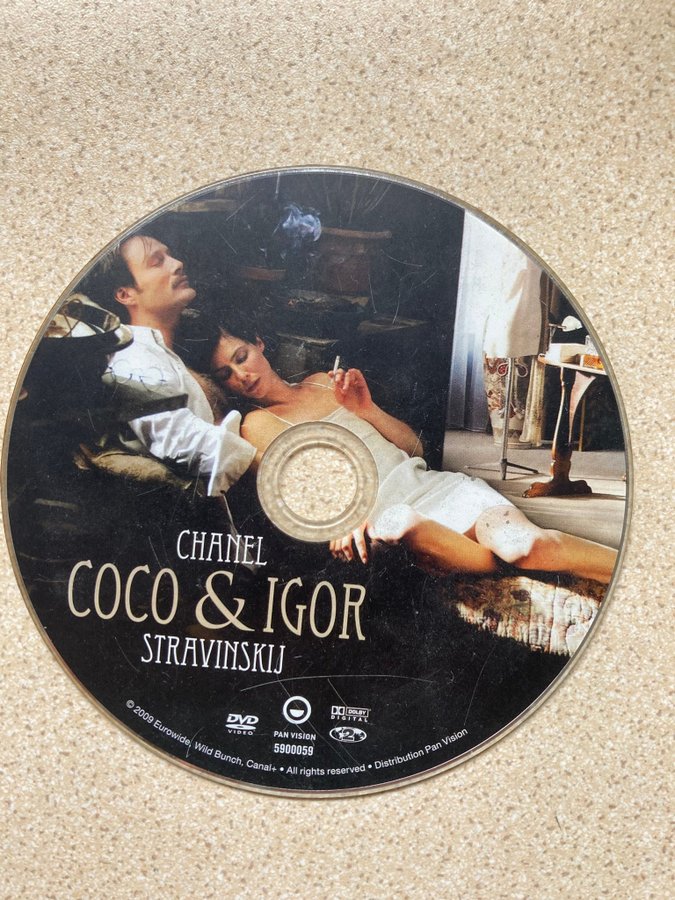 CHANEL
COCO & IGOR
STRAVINSKIJ
DVD
VIDEO
PAN VISION
5900059
DOLBY
DIGITAL
© 2009 Eurowide, Wild Bunch, Canal+ • All rights reserved • Distribution Pan Vision